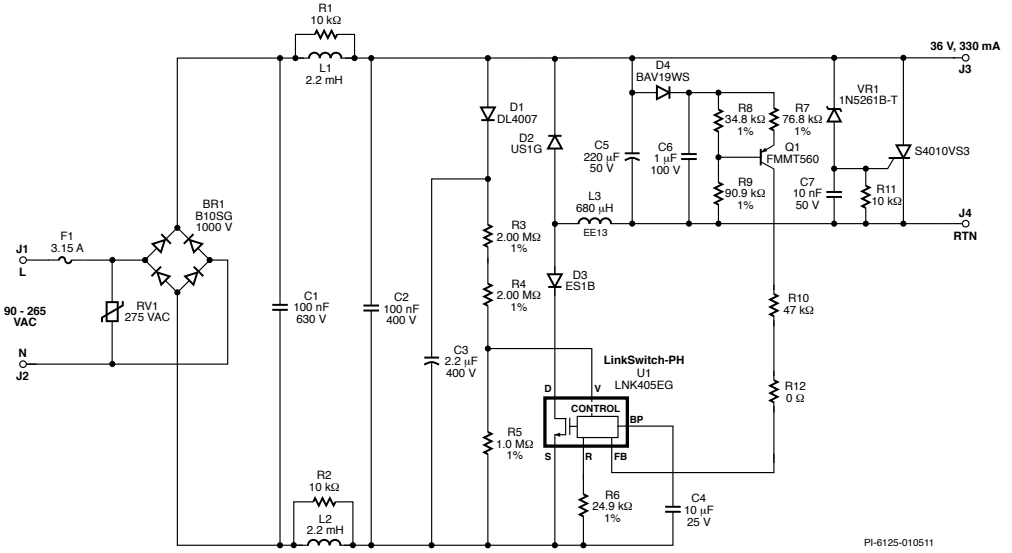 R1
10 kΩ
L1
2.2 mH
36 V, 330 mA
J3
D4
BAV19WS
VR1
1N5261B-T
D1
DL4007
D2
US1G
R8
34.8 kΩ
1%
R7
76.8 kΩ
1%
C5
220 µF
50 V
C6
1 µF
100 V
Q1
FMMT560
S4010VS3
R9
90.9 kΩ
1%
C7
10 nF
50 V
R11
10 kΩ
L3
680 µH
EE13
J4
RTN
BR1
B10SG
1000 V
F1
3.15 A
J1
L
R3
2.00 MΩ
1%
R4
2.00 MΩ
1%
D3
ES1B
90 - 265
VAC
RV1
275 VAC
C1
100 nF
630 V
C2
100 nF
400 V
R10
47 kΩ
N
J2
C3
2.2 µF
400 V
LinkSwitch-PH
U1
LNK405EG
R12
0 Ω
D
V
CONTROL
BP
S
R
FB
R5
1.0 MΩ
1%
R2
10 kΩ
L2
2.2 mH
R6
24.9 kΩ
1%
C4
10 µF
25 V
PI-6125-010511